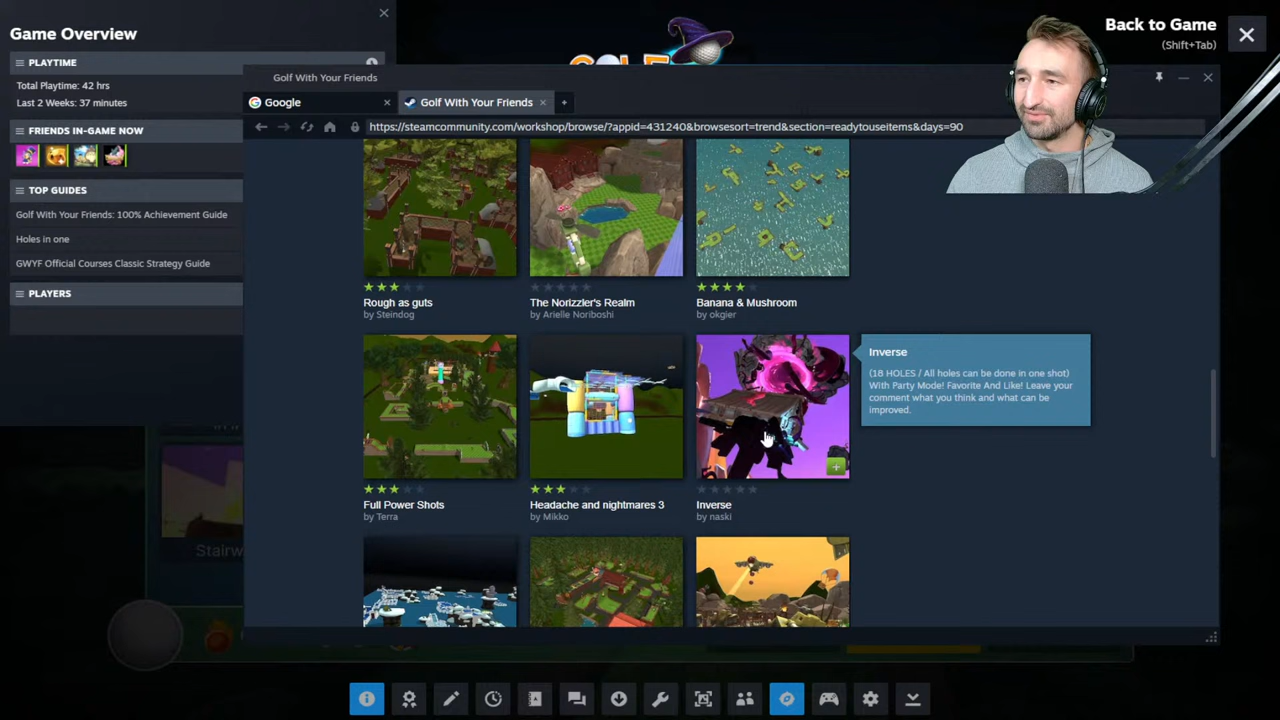 Game Overview
PLAYTIME
Total Playtime: 42 hrs
Last 2 Weeks: 37 minutes
FRIENDS IN-GAME NOW
TOP GUIDES
Golf With Your Friends: 100% Achievement Guide
Holes in one
GWYF Official Courses Classic Strategy Guide
PLAYERS
GOLF
Back to Game
(Shift+Tab)
Golf With Your Friends
Google
Golf With Your Friends
https://steamcommunity.com/workshop/browse/?appid=431240&browsesort=trend&section=readytouseitems&days=90
Rough as guts
by Steindog
The Norizzler's Realm
by Arielle Noriboshi
Banana & Mushroom
by okgier
Inverse
(18 HOLES / All holes can be done in one shot)
With Party Mode! Favorite And Like! Leave your
comment what you think and what can be
improved.
Full Power Shots
by Terra
Headache and nightmares 3
by Mikko
Inverse
by naski
Stairw